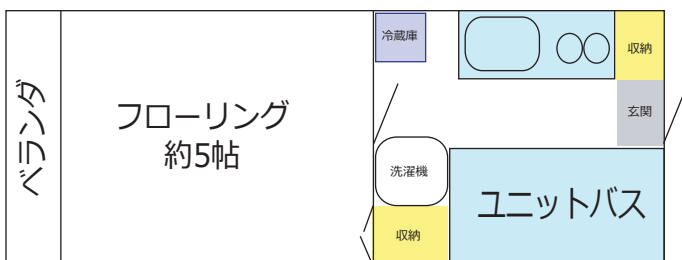 ベランダ
フローリング
約5帖
冷蔵庫
収納
玄関
洗濯機
収納
ユニットバス